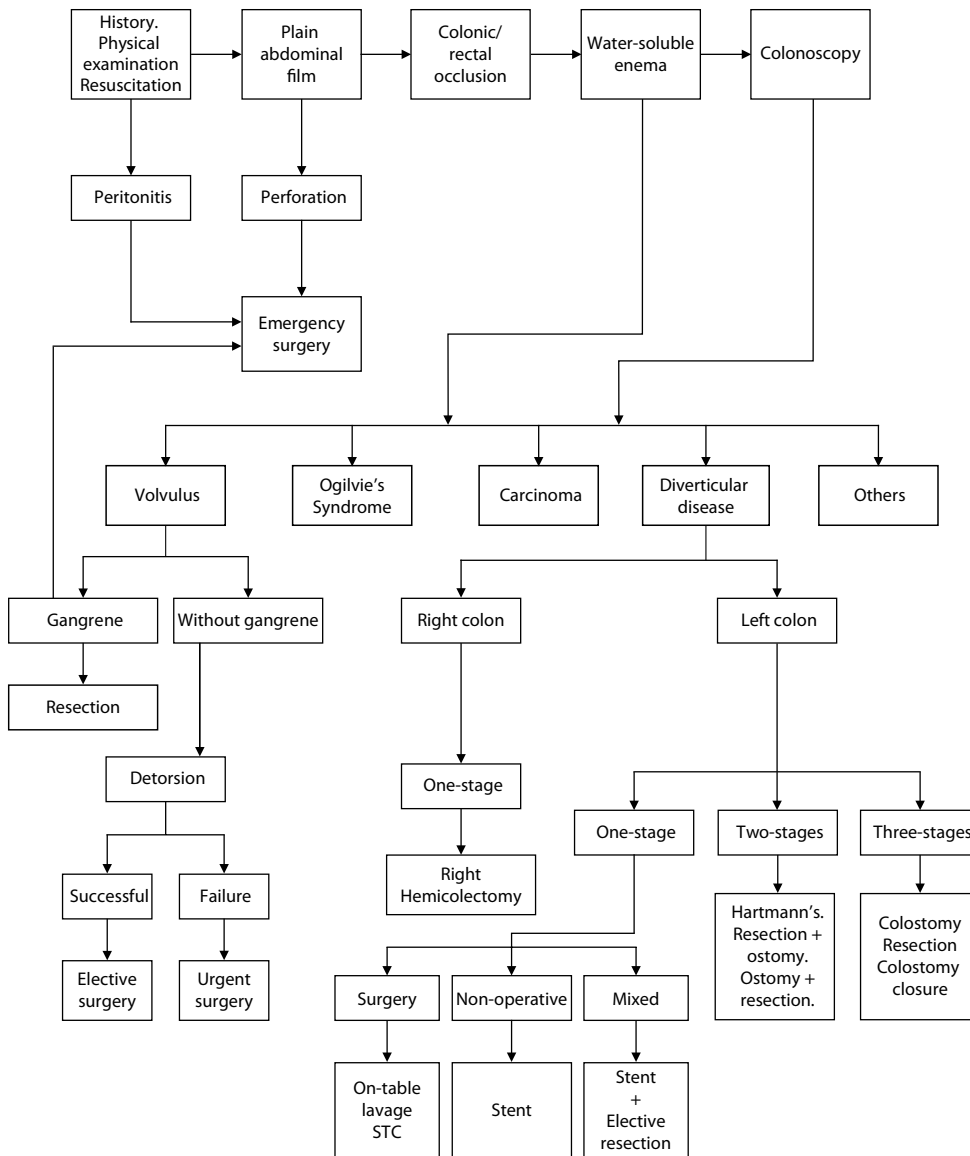 History.
Physical
examination
Resuscitation
Plain
abdominal
film
Colonic/
rectal
occlusion
Water-soluble
enema
Colonoscopy
Peritonitis
Perforation
Emergency
surgery
Volvulus
Ogilvie's
Syndrome
Carcinoma
Diverticular
disease
Others
Gangrene
Without gangrene
Right colon
Left colon
Resection
Detorsion
One-stage
One-stage
Two-stages
Three-stages
Right
Hemicolectomy
Successful
Failure
Hartmann's.
Resection +
ostomy.
Ostomy +
resection.
Colostomy
Resection
Colostomy
closure
Elective
surgery
Urgent
surgery
Surgery
Non-operative
Mixed
On-table
lavage
STC
Stent
Stent
+
Elective
resection